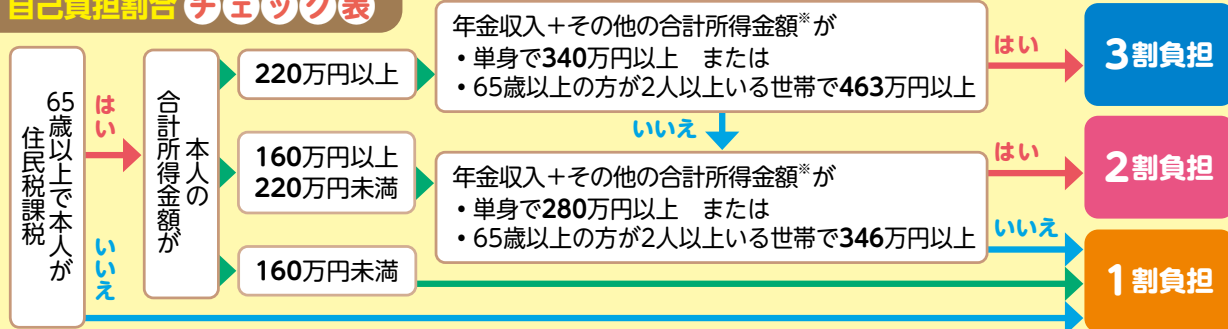 自己負担割合チェック表
65歳以上で本人が
住民税課税
はい
いいえ
本人の
合計所得金額が
220万円以上
160万円以上
220万円未満
160万円未満
年金収入+その他の合計所得金額※が
・単身で340万円以上 または
・65歳以上の方が2人以上いる世帯で463万円以上
はい
いいえ
年金収入+その他の合計所得金額※が
・単身で280万円以上 または
・65歳以上の方が2人以上いる世帯で346万円以上
はい
いいえ
3割負担
2割負担
1割負担